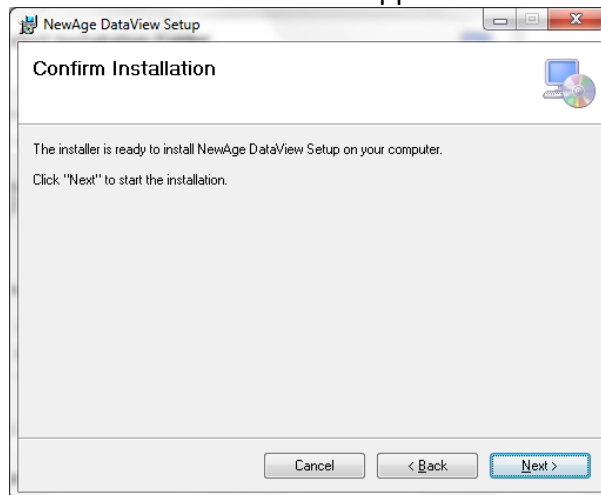 NewAge DataView Setup
Confirm Installation
The installer is ready to install NewAge DataView Setup on your computer.
Click "Next" to start the installation.
Cancel
< Back
Next >